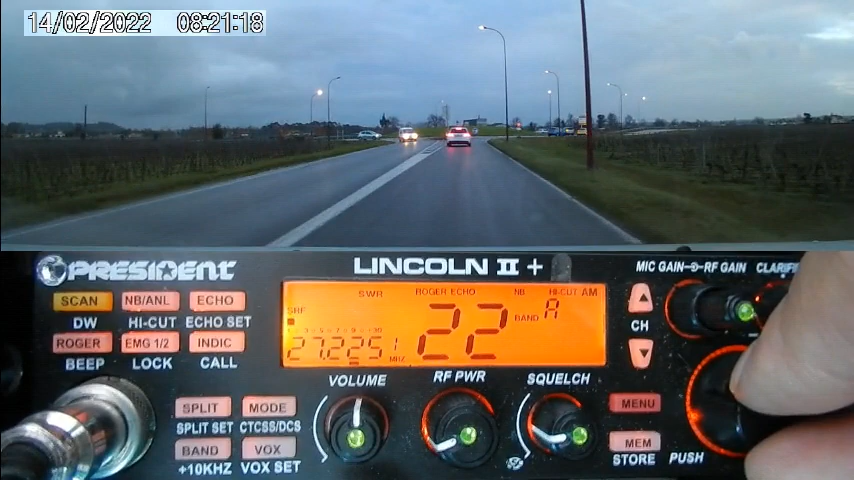 14/02/2022 08:21:18
PRESIDENT LINCOLN II + MIC GAIN RF GAIN CLARIFI
SCAN NB/ANL ECHO
DW HI-CUT ECHO SET
ROGER EMG 1/2 INDIC
BEEP LOCK CALL
SWR ROGER ECHO NB HI-CUT AM
SRF 22 BAND A
27.2251 MHZ
CH
VOLUME RF PWR SQUELCH
SPLIT MODE MENU
SPLIT SET CTCSS/DCS
BAND VOX MEM
+10KHZ VOX SET STORE PUSH